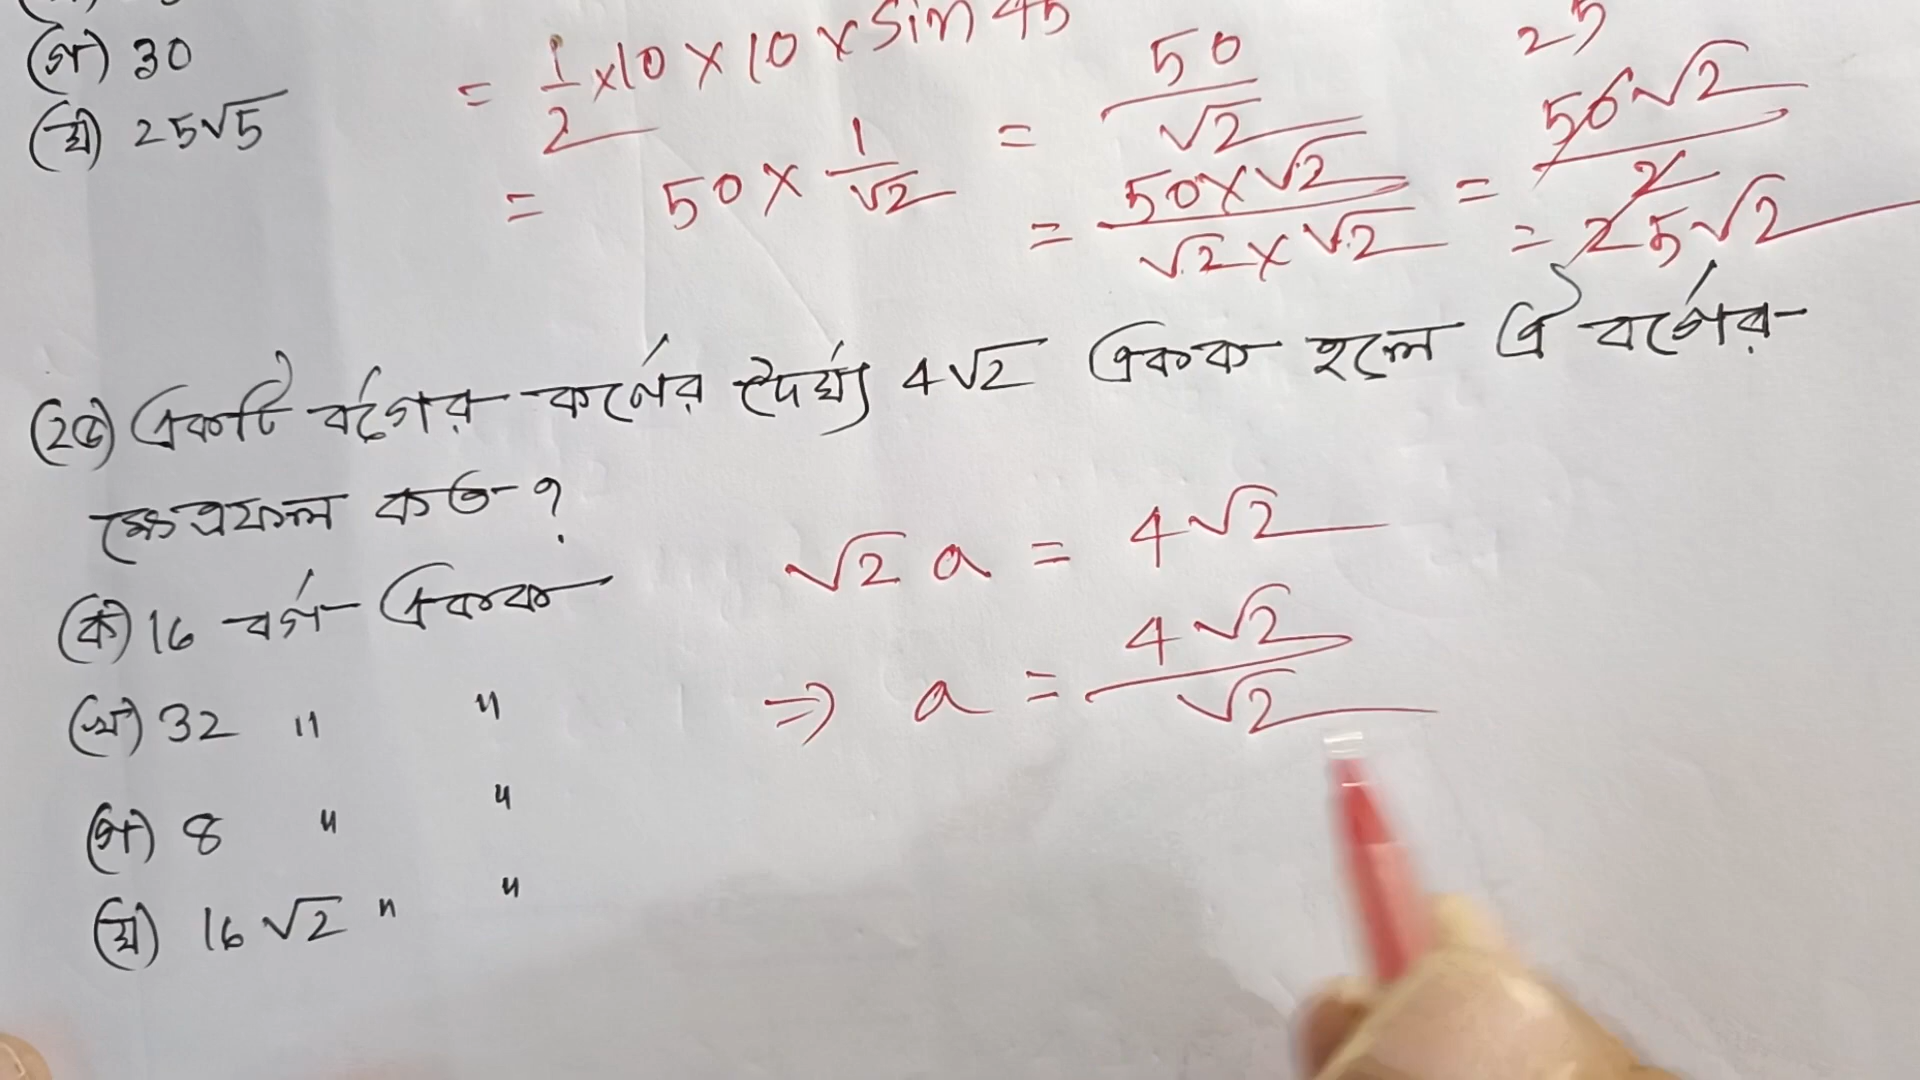 (গ) 30
(ঘ) 25√5
= 1/2 × 10 × 10 × Sin 45
= 50 × 1/√2
= 50/√2
= 50×√2/√2×√2
= 50√2/2
25
= 25√2
একটি বর্গের কর্ণের দৈর্ঘ্য 4√2 একক হলে ঐ বর্গের
ক্ষেত্রফল কত ?
(ক) 16 বর্গ একক
(খ) 32 " "
(গ) 8 " "
(ঘ) 16√2 " "
√2 a = 4√2
⇒ a = 4√2/√2